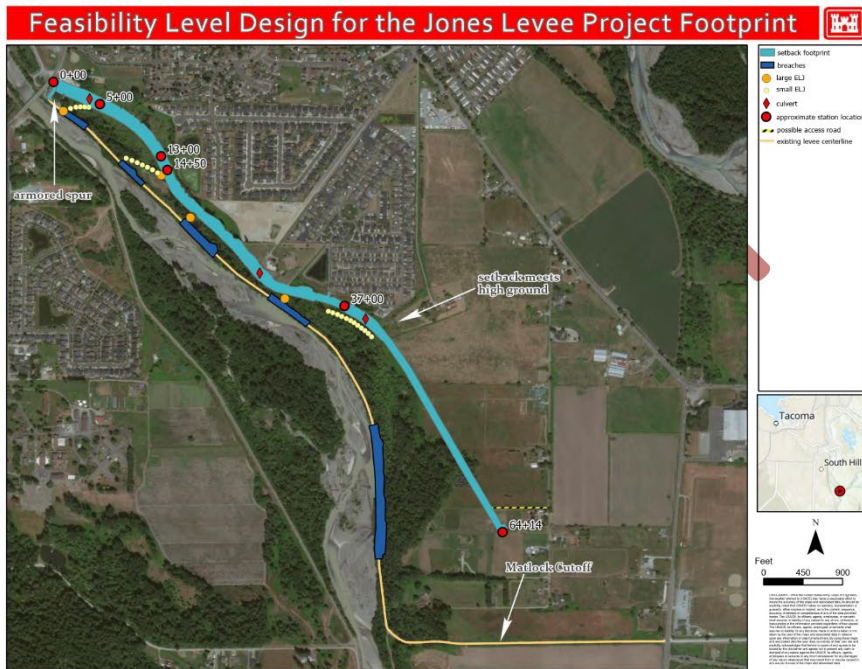 Feasibility Level Design for the Jones Levee Project Footprint
0+00
5+00
13+00
14+50
armored spur
setback meets
high ground
37+00
64+14
Matlock Cutoff
setback footprint
breaches
large ELJ
small ELJ
culvert
approximate station location
possible access road
existing levee centerline
Tacoma
South Hill
N
Feet
0 450 900